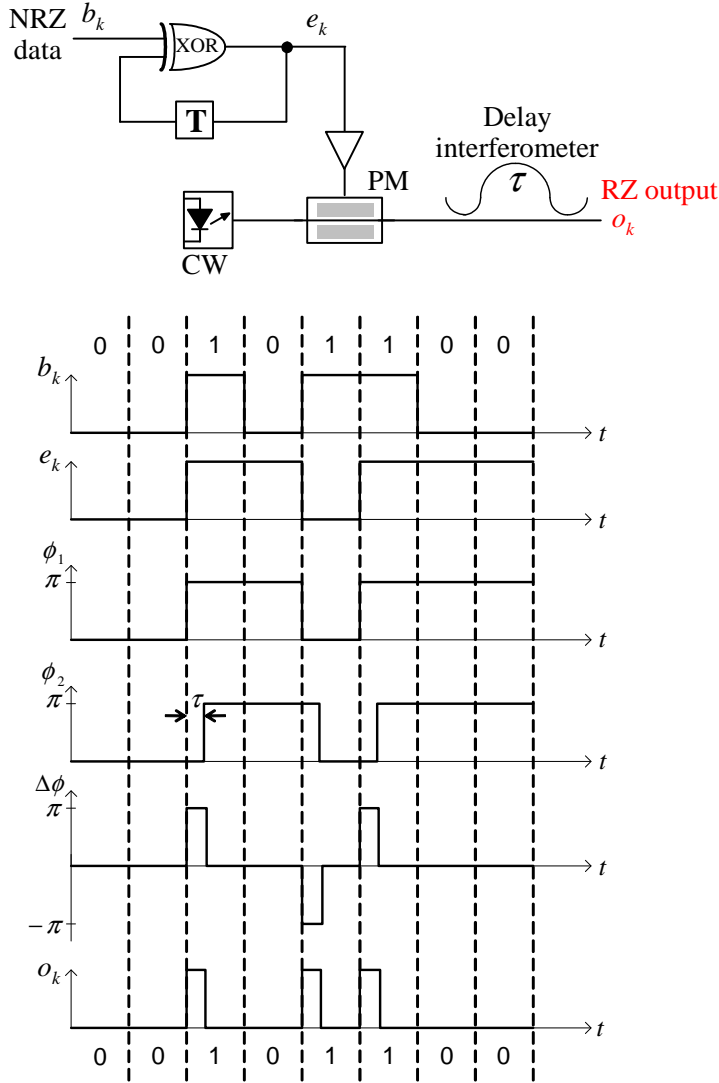 NRZ b_k
data
XOR
e_k
T
Delay
interferometer
τ
PM
RZ output
o_k
CW
0 0 1 0 1 1 0 0
b_k
t
e_k
t
ϕ_1
π
t
ϕ_2
π
τ
t
Δϕ
π
t
−π
o_k
t
0 0 1 0 1 1 0 0